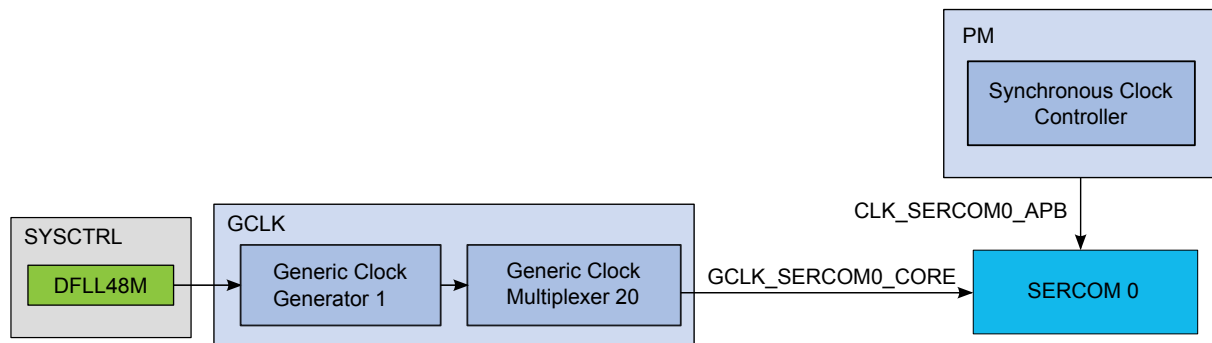 PM
Synchronous Clock
Controller
CLK_SERCOM0_APB
SYSCTRL
DFLL48M
GCLK
Generic Clock
Generator 1
Generic Clock
Multiplexer 20
GCLK_SERCOM0_CORE
SERCOM 0